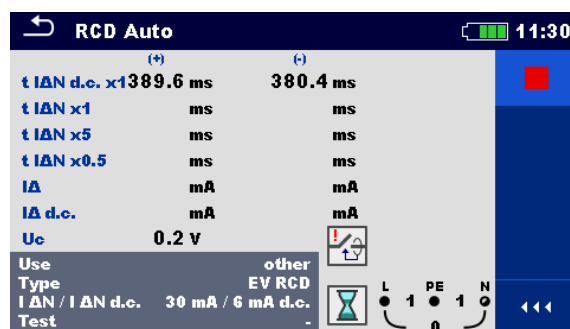 RCD Auto 11:30
(+) (-)
t IΔN d.c. x1 389.6 ms 380.4 ms
t IΔN x1 ms ms
t IΔN x5 ms ms
t IΔN x0.5 ms ms
IΔ mA mA
IΔ d.c. mA mA
Uc 0.2 V
Use other
Type EV RCD
I ΔN / I ΔN d.c. 30 mA / 6 mA d.c.
Test -
L PE N
1 1
0